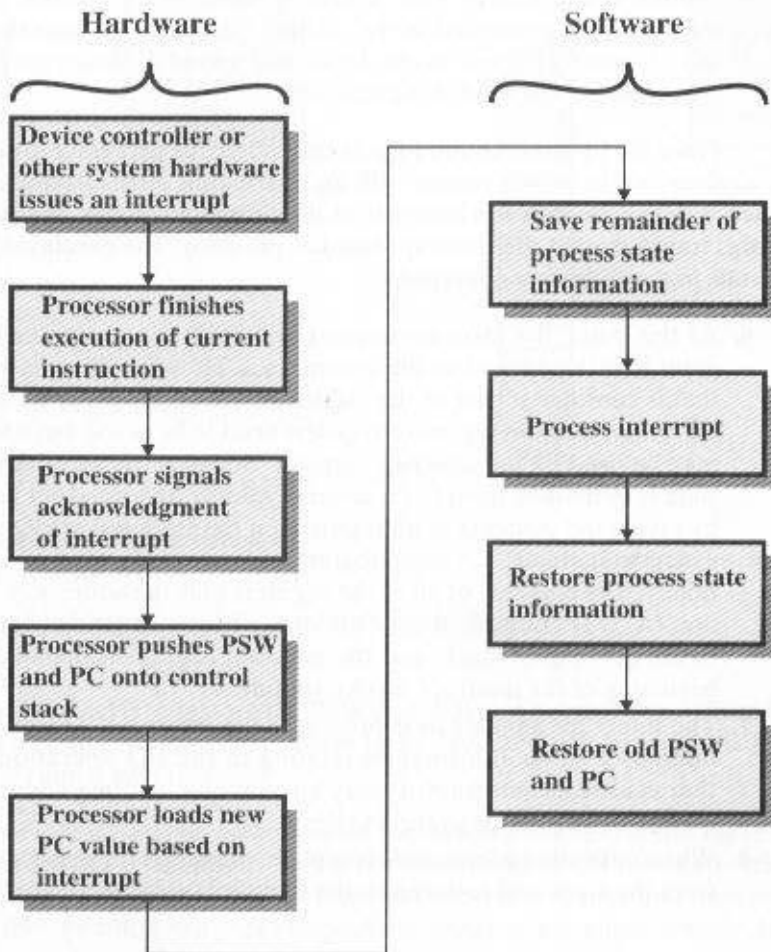 Hardware
Device controller or
other system hardware
issues an interrupt
Processor finishes
execution of current
instruction
Processor signals
acknowledgment
of interrupt
Processor pushes PSW
and PC onto control
stack
Processor loads new
PC value based on
interrupt
Software
Save remainder of
process state
information
Process interrupt
Restore process state
information
Restore old PSW
and PC